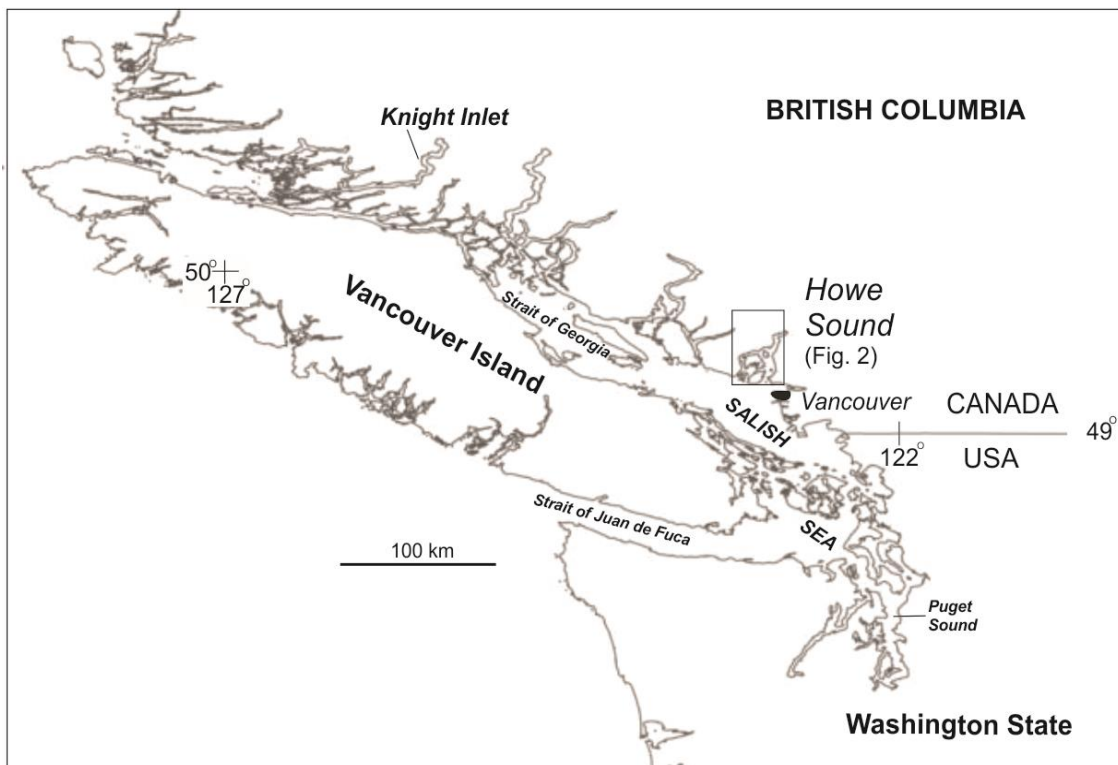 Knight Inlet
BRITISH COLUMBIA
50°
127°
Vancouver Island
Strait of Georgia
Howe
Sound
(Fig. 2)
Vancouver
SALISH
CANADA
49°
122°
USA
Strait of Juan de Fuca
SEA
100 km
Puget
Sound
Washington State